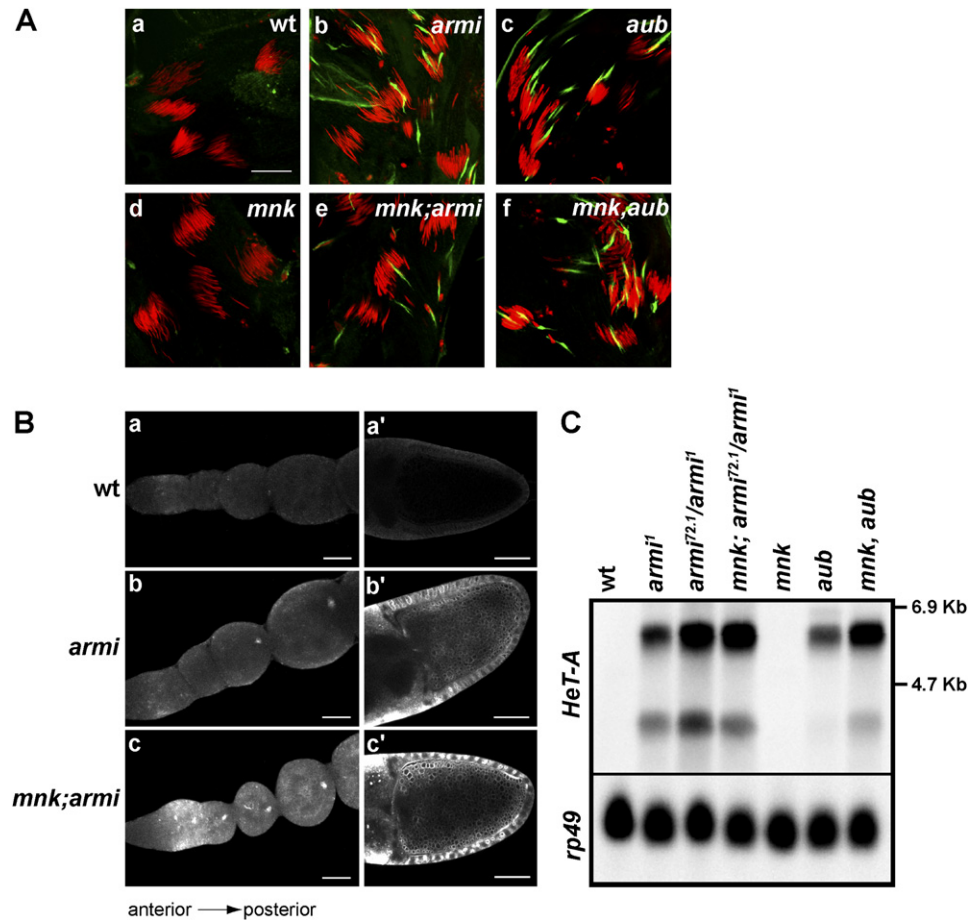 A
a wt
b armi
c aub
d mnk
e mnk;armi
f mnk,aub
B
a
a'
wt
b
b'
armi
c
c'
mnk;armi
anterior → posterior
C
wt
armi¹
armi⁷²·¹/armi¹
mnk; armi⁷²·¹/armi¹
mnk
aub
mnk, aub
HeT-A
6.9 Kb
4.7 Kb
rp49